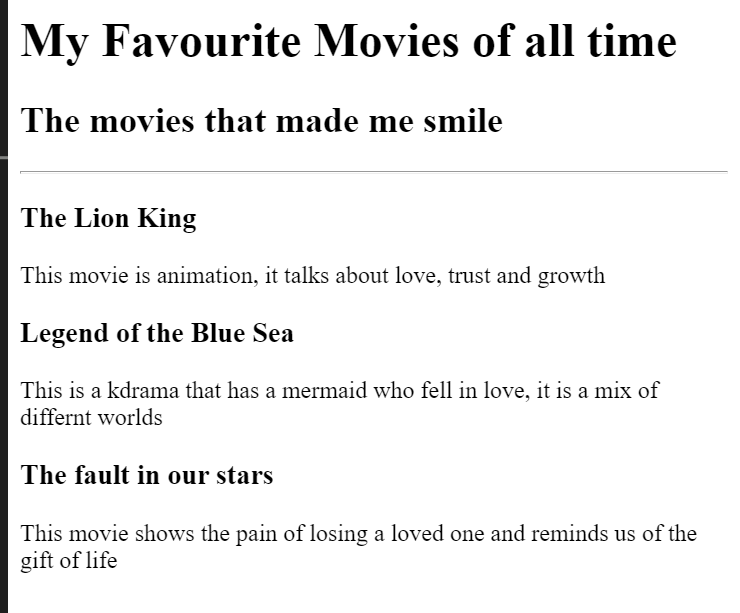 My Favourite Movies of all time
The movies that made me smile
The Lion King
This movie is animation, it talks about love, trust and growth
Legend of the Blue Sea
This is a kdrama that has a mermaid who fell in love, it is a mix of
differnt worlds
The fault in our stars
This movie shows the pain of losing a loved one and reminds us of the
gift of life